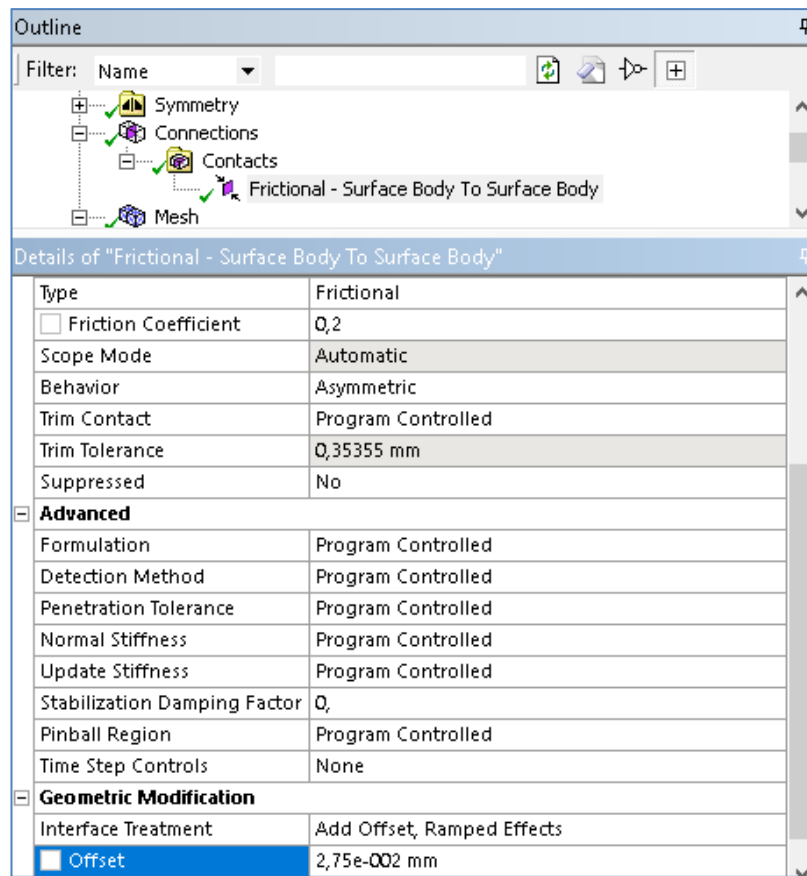 Outline
Filter: Name
Symmetry
Connections
Contacts
Frictional - Surface Body To Surface Body
Mesh
Details of "Frictional - Surface Body To Surface Body"
Type Frictional
Friction Coefficient 0,2
Scope Mode Automatic
Behavior Asymmetric
Trim Contact Program Controlled
Trim Tolerance 0,35355 mm
Suppressed No
Advanced
Formulation Program Controlled
Detection Method Program Controlled
Penetration Tolerance Program Controlled
Normal Stiffness Program Controlled
Update Stiffness Program Controlled
Stabilization Damping Factor 0,
Pinball Region Program Controlled
Time Step Controls None
Geometric Modification
Interface Treatment Add Offset, Ramped Effects
Offset 2,75e-002 mm